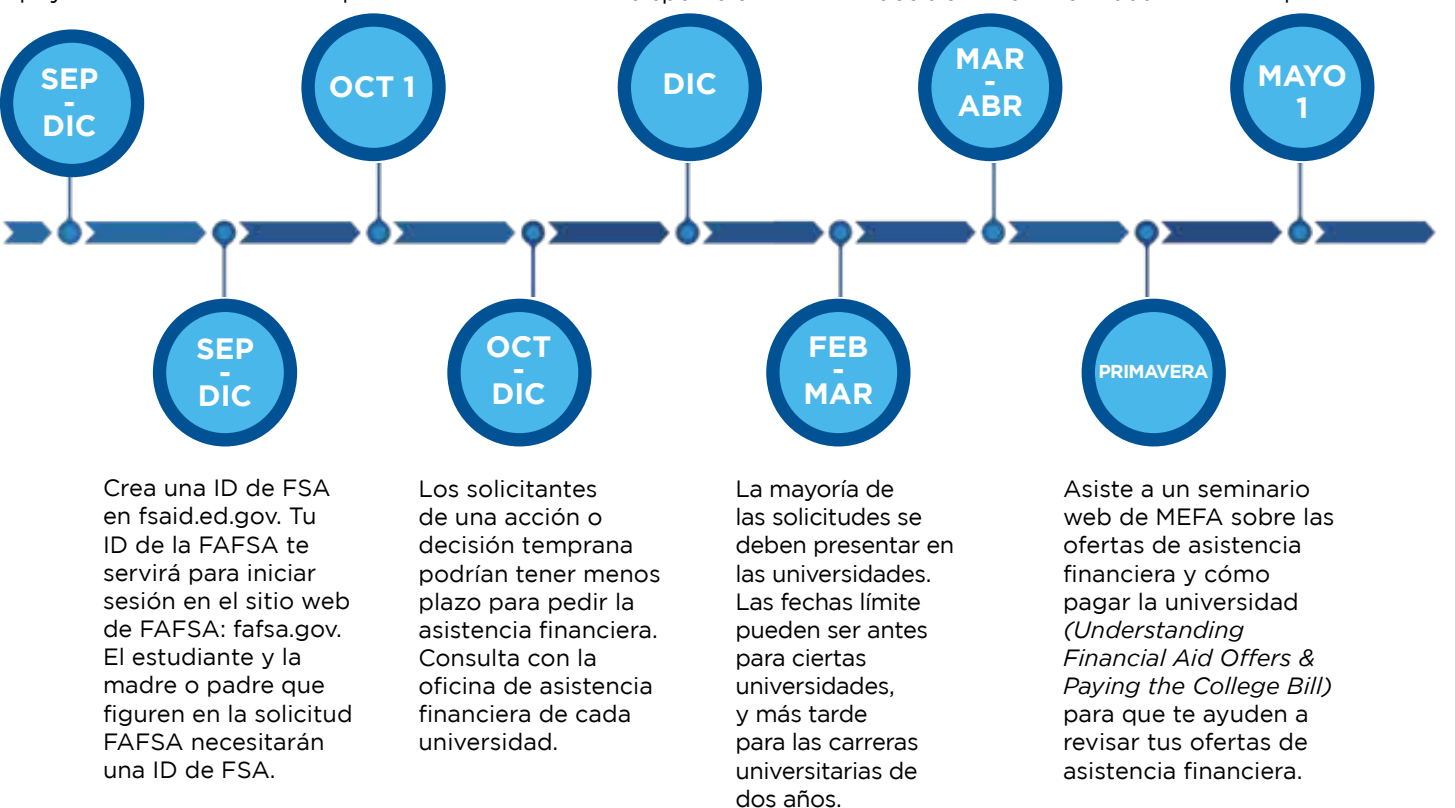 SEP
-
DIC
OCT 1
DIC
MAR
-
ABR
MAYO
1
SEP
-
DIC
OCT
-
DIC
FEB
-
MAR
PRIMAVERA
Crea una ID de FSA
en fsaid.ed.gov. Tu
ID de la FAFSA te
servirá para iniciar
sesión en el sitio web
de FAFSA: fafsa.gov.
El estudiante y la
madre o padre que
figuren en la solicitud
FAFSA necesitarán
una ID de FSA.
Los solicitantes
de una acción o
decisión temprana
podrían tener menos
plazo para pedir la
asistencia financiera.
Consulta con la
oficina de asistencia
financiera de cada
universidad.
La mayoría de
las solicitudes se
deben presentar en
las universidades.
Las fechas límite
pueden ser antes
para ciertas
universidades,
y más tarde
para las carreras
universitarias de
dos años.
Asiste a un seminario
web de MEFA sobre las
ofertas de asistencia
financiera y cómo
pagar la universidad
(Understanding
Financial Aid Offers &
Paying the College Bill)
para que te ayuden a
revisar tus ofertas de
asistencia financiera.